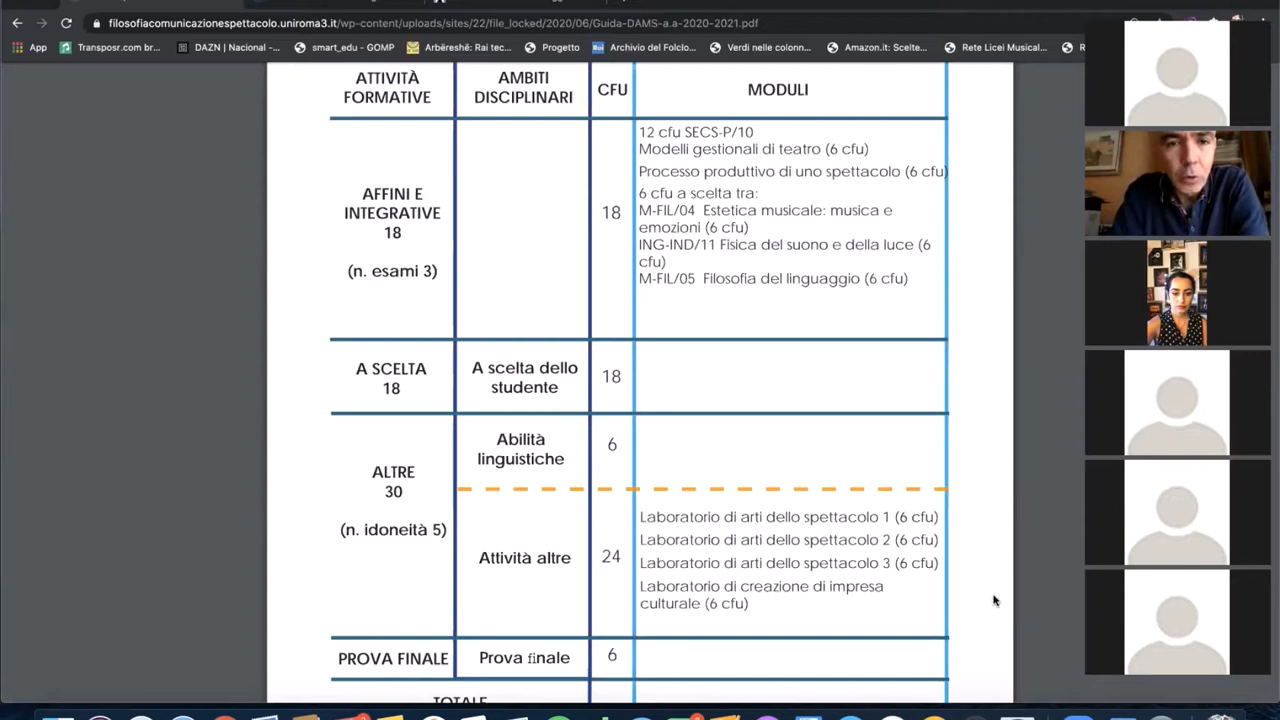 filosofiacomunicazionespettacolo.uniroma3.it/wp-content/uploads/sites/22/file_locked/2020/06/Guida-DAMS-a.a-2020-2021.pdf
App Transposr.com br... DAZN | Nacional –... smart_edu - GOMP Arbëreshë: Rai tec... Progetto Archivio del Folclo... Verdi nelle colonn... Amazon.it: Scelte... Rete Licei Musical...
ATTIVITÀ FORMATIVE
AMBITI DISCIPLINARI
CFU
MODULI
AFFINI E
INTEGRATIVE
18
(n. esami 3)
18
12 cfu SECS-P/10
Modelli gestionali di teatro (6 cfu)
Processo produttivo di uno spettacolo (6 cfu)
6 cfu a scelta tra:
M-FIL/04 Estetica musicale: musica e
emozioni (6 cfu)
ING-IND/11 Fisica del suono e della luce (6
cfu)
M-FIL/05 Filosofia del linguaggio (6 cfu)
A SCELTA
18
A scelta dello
studente
18
ALTRE
30
(n. idoneità 5)
Abilità
linguistiche
6
Attività altre
24
Laboratorio di arti dello spettacolo 1 (6 cfu)
Laboratorio di arti dello spettacolo 2 (6 cfu)
Laboratorio di arti dello spettacolo 3 (6 cfu)
Laboratorio di creazione di impresa
culturale (6 cfu)
PROVA FINALE
Prova finale
6
TOTALE